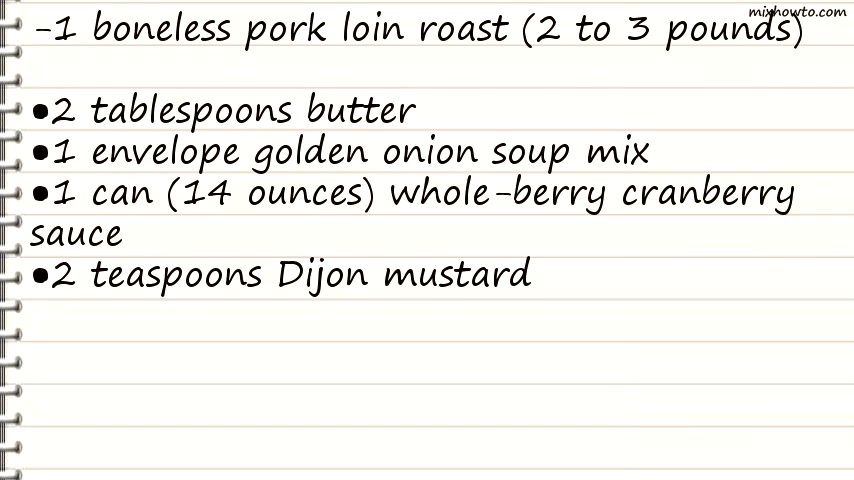 mixhowto.com
-1 boneless pork loin roast (2 to 3 pounds)
•2 tablespoons butter
•1 envelope golden onion soup mix
•1 can (14 ounces) whole-berry cranberry
sauce
•2 teaspoons Dijon mustard